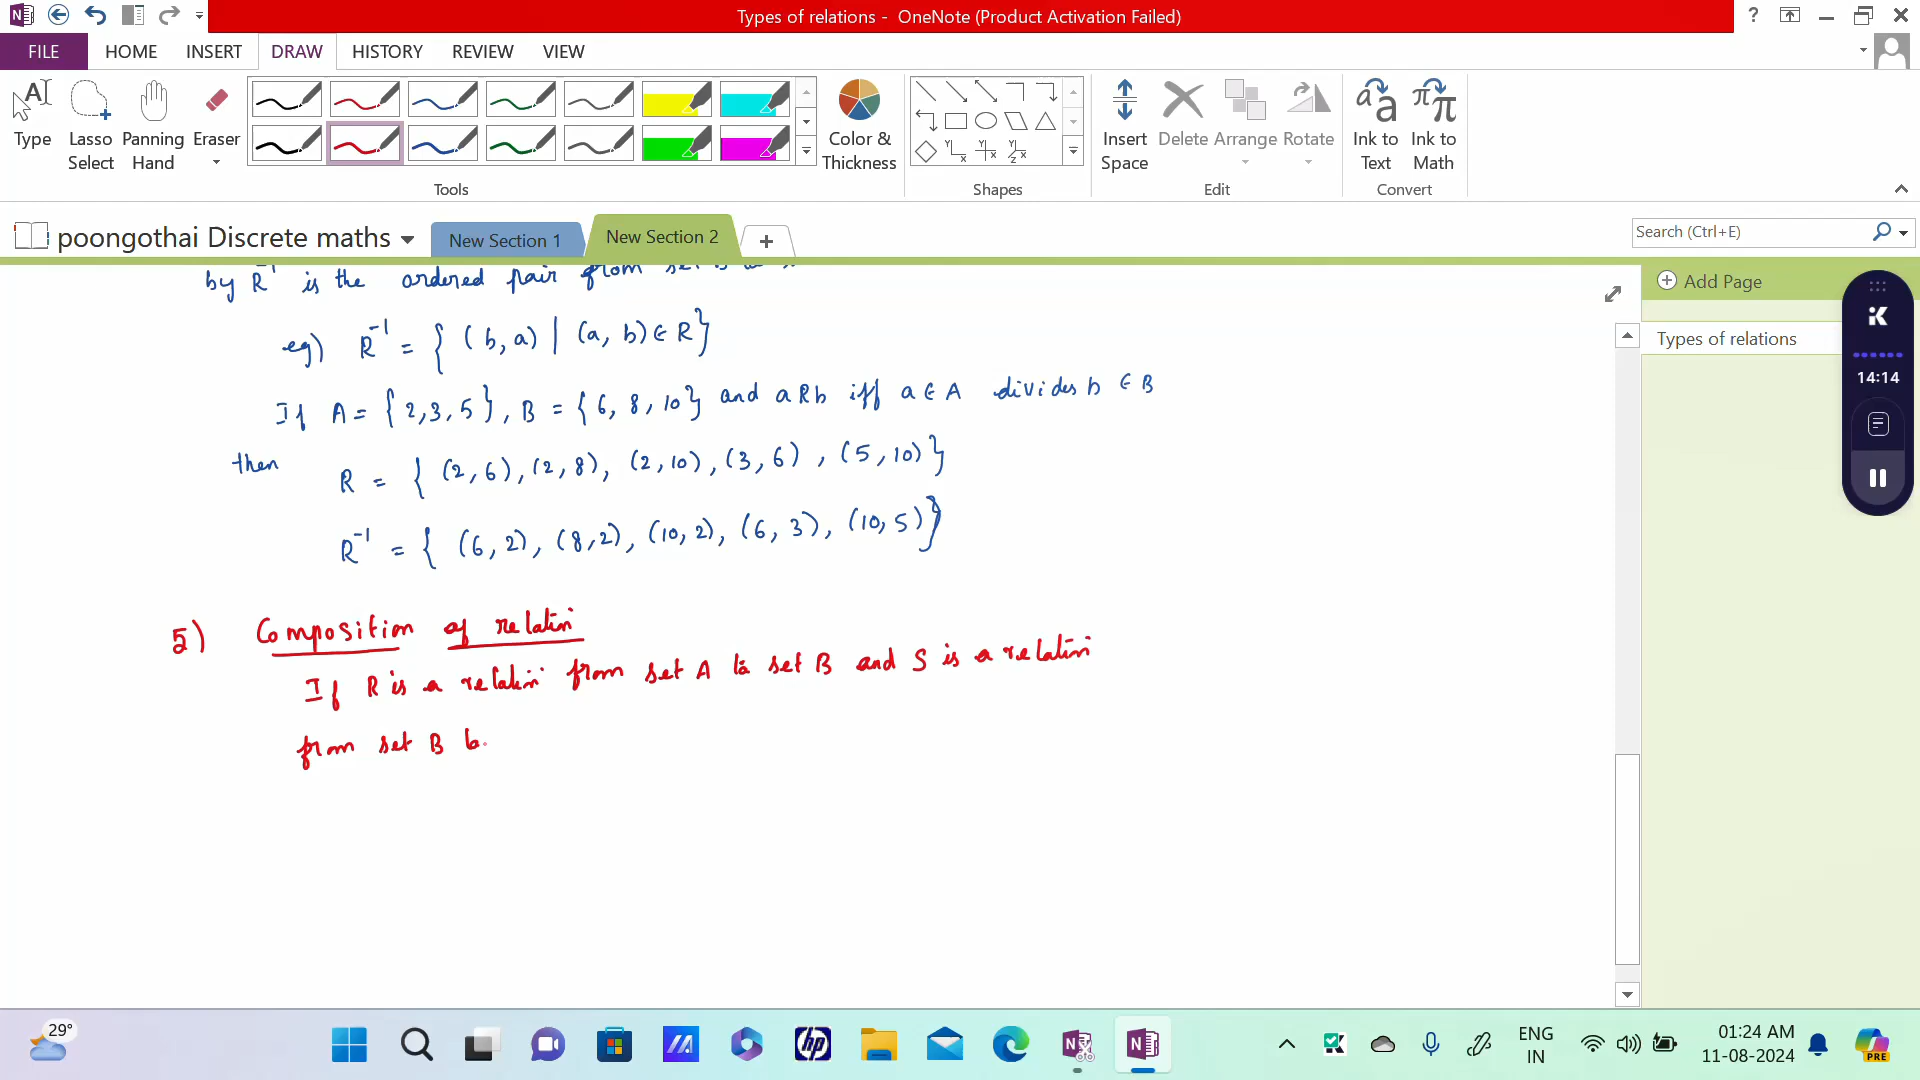 Types of relations - OneNote (Product Activation Failed)
FILE HOME INSERT DRAW HISTORY REVIEW VIEW
Type
Lasso Select
Panning Hand
Eraser
Color & Thickness
Insert Space
Delete
Arrange
Rotate
Ink to Text
Ink to Math
Tools
Shapes
Edit
Convert
poongothai Discrete maths
New Section 1
New Section 2
Search (Ctrl+E)
Add Page
Types of relations
14:14
by R⁻¹ is the ordered pair from set B
eg) R⁻¹ = { (b, a) | (a, b) ∈ R }
If A = { 2, 3, 5 }, B = { 6, 8, 10 } and aRb iff a ∈ A divides b ∈ B
then
R = { (2, 6), (2, 8), (2, 10), (3, 6), (5, 10) }
R⁻¹ = { (6, 2), (8, 2), (10, 2), (6, 3), (10, 5) }
5) Composition of relatin
If R is a relatin from set A to set B and S is a relatin
from set B to
29°
ENG
IN
01:24 AM
11-08-2024
PRE